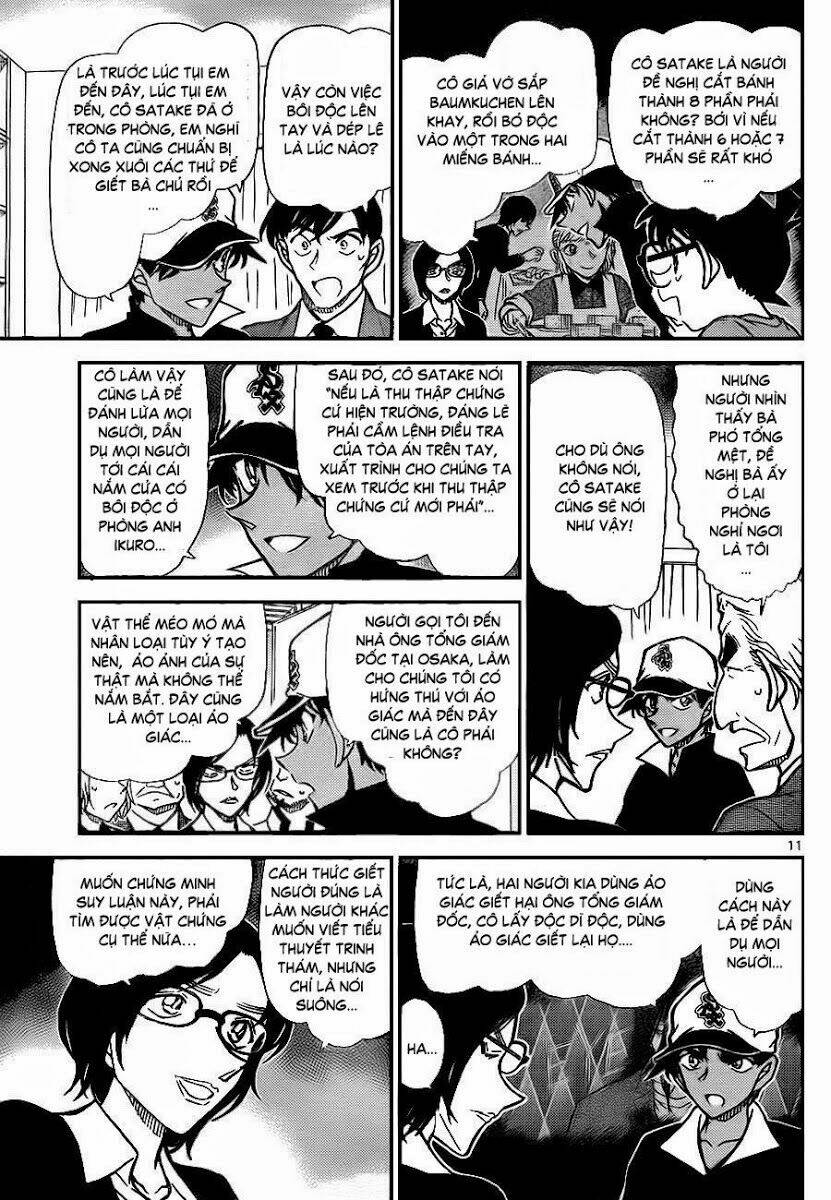 CÔ SATAKE LÀ NGƯỜI
ĐỀ NGHỊ CẮT BÁNH
THÀNH 8 PHẦN PHẢI
KHÔNG? BỞI VÌ NẾU
CẮT THÀNH 6 HOẶC 7
PHẦN SẼ RẤT KHÓ
...
CÔ GIẢ VỜ SẮP
BAUMKUCHEN LÊN
KHAY, RỒI BỎ ĐỘC
VÀO MỘT TRONG HAI
MIẾNG BÁNH...
VẬY CÒN VIỆC
BÔI ĐỘC LÊN
TAY VÀ DÉP LÊ
LÀ LÚC NÀO?
LÀ TRƯỚC LÚC TỤI EM
ĐẾN ĐÂY, LÚC TỤI EM
ĐẾN, CÔ SATAKE ĐÃ Ở
TRONG PHÒNG, EM NGHĨ
CÔ TA CŨNG CHUẨN BỊ
XONG XUÔI CÁC THỨ ĐỂ
GIẾT BÀ CHỦ RỒI
...
NHƯNG
NGƯỜI NHÌN
THẤY BÀ
PHÓ TỔNG
MỆT, ĐỀ
NGHỊ BÀ ẤY
Ở LẠI
PHÒNG
NGHỈ NGƠI
LÀ TÔI
...
CHO DÙ ÔNG
KHÔNG NÓI,
CÔ SATAKE
CŨNG SẼ NÓI
NHƯ VẬY!
SAU ĐÓ, CÔ SATAKE NÓI
"NẾU LÀ THU THẬP CHỨNG
CỨ HIỆN TRƯỜNG, ĐÁNG LẼ
PHẢI CẦM LỆNH ĐIỀU TRA
CỦA TÒA ÁN TRÊN TAY,
XUẤT TRÌNH CHO CHÚNG TA
XEM TRƯỚC KHI THU THẬP
CHỨNG CỨ MỚI PHẢI"...
CÔ LÀM VẬY
CŨNG LÀ ĐỂ
ĐÁNH LỪA MỌI
NGƯỜI, DẪN
DỤ MỌI NGƯỜI
TỚI CÁI CÁI
NẮM CỬA CÓ
BÔI ĐỘC Ở
PHÒNG ANH
IKURO...
NGƯỜI GỌI TÔI ĐẾN
NHÀ ÔNG TỔNG GIÁM
ĐỐC TẠI OSAKA, LÀM
CHO CHÚNG TÔI CÓ
HỨNG THÚ VỚI ẢO
GIÁC MÀ ĐẾN ĐÂY
CŨNG LÀ CÔ PHẢI
KHÔNG?
VẬT THỂ MÉO MÓ MÀ
NHÂN LOẠI TÙY Ý TẠO
NÊN, ẢO ẢNH CỦA SỰ
THẬT MÀ KHÔNG THỂ
NẮM BẮT. ĐÂY CŨNG
LÀ MỘT LOẠI ẢO
GIÁC...
11
DÙNG
CÁCH NÀY
LÀ ĐỂ DẪN
DỤ MỌI
NGƯỜI...
TỨC LÀ, HAI NGƯỜI KIA DÙNG ẢO
GIÁC GIẾT HẠI ÔNG TỔNG GIÁM
ĐỐC, CÔ LẤY ĐỘC DĨ ĐỘC, DÙNG
ẢO GIÁC GIẾT LẠI HỌ....
HA...
CÁCH THỨC GIẾT
NGƯỜI ĐÚNG LÀ
LÀM NGƯỜI KHÁC
MUỐN VIẾT TIỂU
THUYẾT TRINH
THÁM, NHƯNG
CHỈ LÀ NÓI
SUÔNG...
MUỐN CHỨNG MINH
SUY LUẬN NÀY, PHẢI
TÌM ĐƯỢC VẬT CHỨNG
CỤ THỂ NỮA...